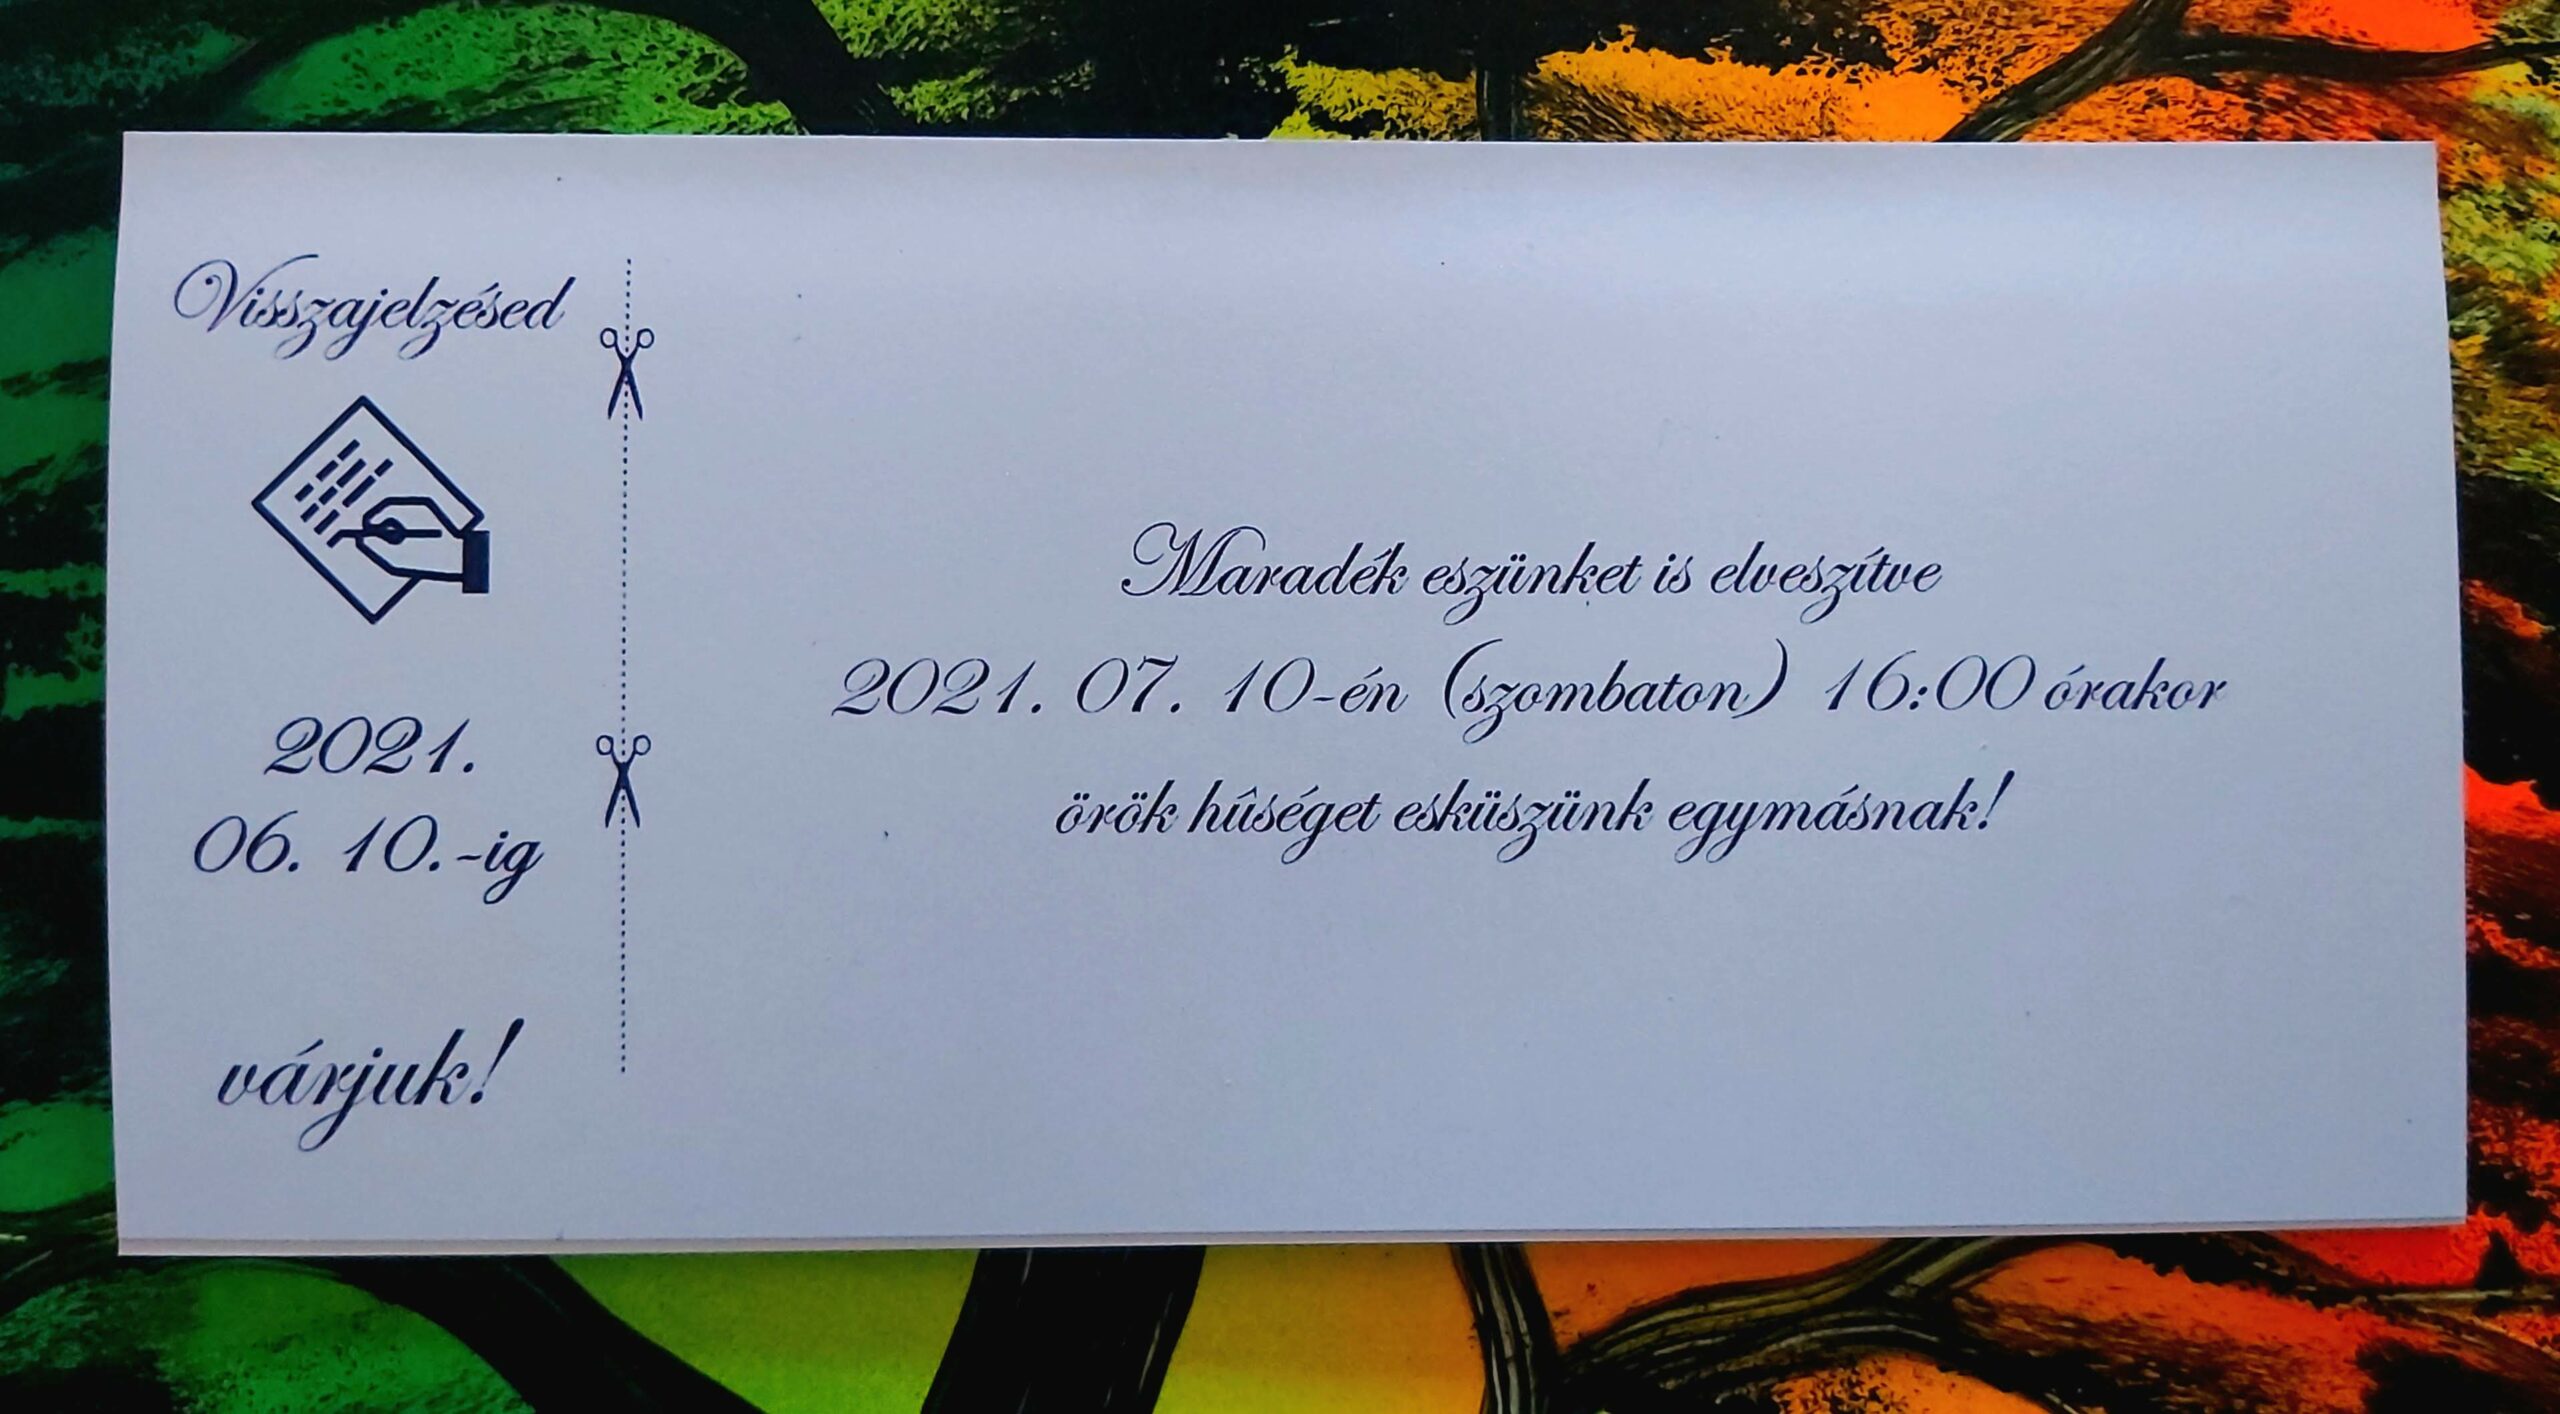 Visszajelzésed
2021.
06. 10.-ig
várjuk!
Maradék eszünket is elveszítve
2021. 07. 10-én (szombaton) 16:00 órakor
örök hûséget esküszünk egymásnak!